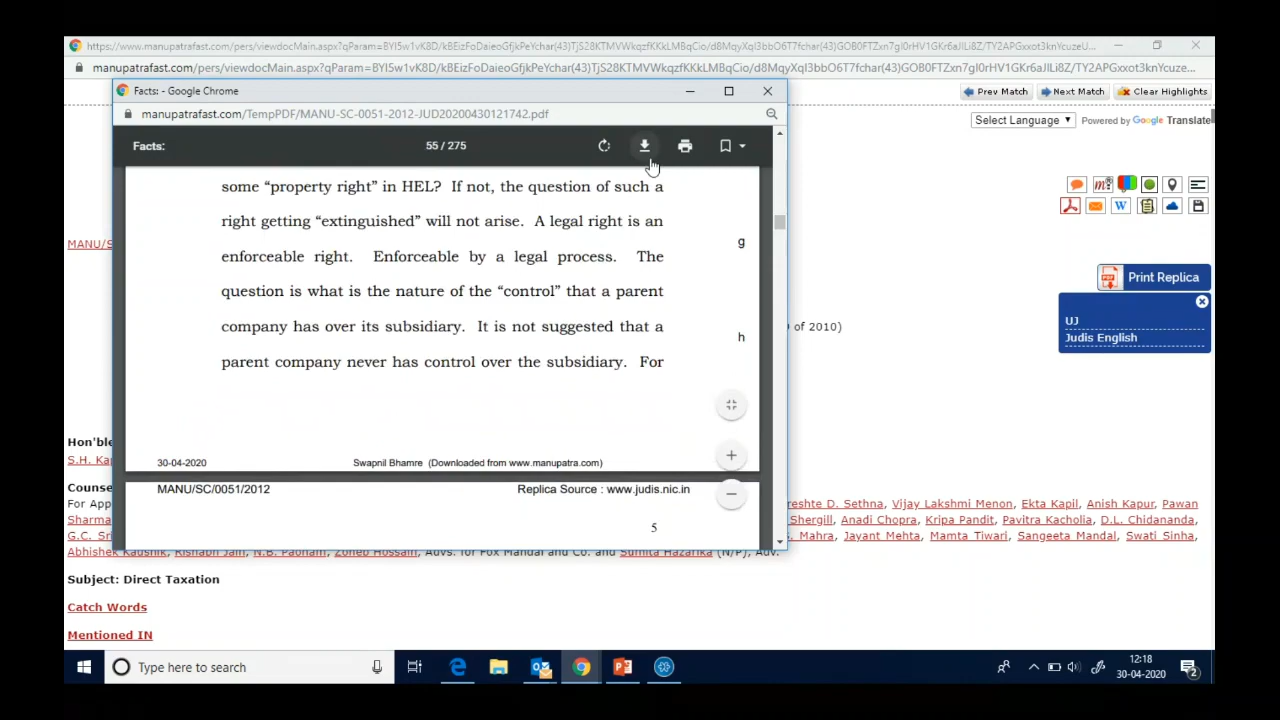 https://www.manupatrafast.com/pers/viewdocMain.aspx?qParam=BYI5w1vK8D/kBEizFoDaieoGfjkPeYchar(43)TjS28KTMVWkqzfKKkLMBqCio/d8MqyXqI3bbO6T7fchar(43)GOB0FTZxn7gI0rHV1GKr6aJILi8Z/TY2APGxxot3knYcuzeU...
manupatrafast.com/pers/viewdocMain.aspx?qParam=BYI5w1vK8D/kBEizFoDaieoGfjkPeYchar(43)TjS28KTMVWkqzfKKkLMBqCio/d8MqyXqI3bbO6T7fchar(43)GOB0FTZxn7gI0rHV1GKr6aJILi8Z/TY2APGxxot3knYcuze...
Facts: - Google Chrome
Prev Match Next Match Clear Highlights
manupatrafast.com/TempPDF/MANU-SC-0051-2012-JUD20200430121742.pdf
Select Language ▼ Powered by Google Translate
Facts: 55 / 275
some “property right” in HEL? If not, the question of such a
right getting “extinguished” will not arise. A legal right is an
g
MANU/S
enforceable right. Enforceable by a legal process. The
Print Replica
question is what is the nature of the “control” that a parent
UJ
company has over its subsidiary. It is not suggested that a
of 2010)
Judis English
h
parent company never has control over the subsidiary. For
Hon'ble
S.H. Ka
30-04-2020 Swapnil Bhamre (Downloaded from www.manupatra.com)
Counse
MANU/SC/0051/2012 Replica Source : www.judis.nic.in
For App
reshte D. Sethna, Vijay Lakshmi Menon, Ekta Kapil, Anish Kapur, Pawan
Sharma
Shergill, Anadi Chopra, Kripa Pandit, Pavitra Kacholia, D.L. Chidananda,
5
G.C. Sri
S. Mahra, Jayant Mehta, Mamta Tiwari, Sangeeta Mandal, Swati Sinha,
Abhishek Kaushik, Rishabh Jain, Zoheb Hossain, Advs. for Fox Mandal and Co. and Sumita Hazarika (N/P), Adv.
Subject: Direct Taxation
Catch Words
Mentioned IN
Type here to search
12:18
30-04-2020
2